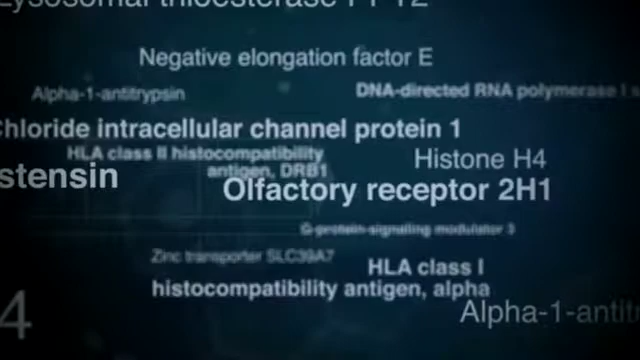 Lysosomal thioesterase PPT2
Negative elongation factor E
Alpha-1-antitrypsin
DNA-directed RNA polymerase I s
Chloride intracellular channel protein 1
HLA class II histocompatibility
antigen, DRB1
Histone H4
stensin
Olfactory receptor 2H1
G-protein-signaling modulator 3
Zinc transporter SLC39A7
HLA class I
histocompatibility antigen, alpha
Alpha-1-antitr
4